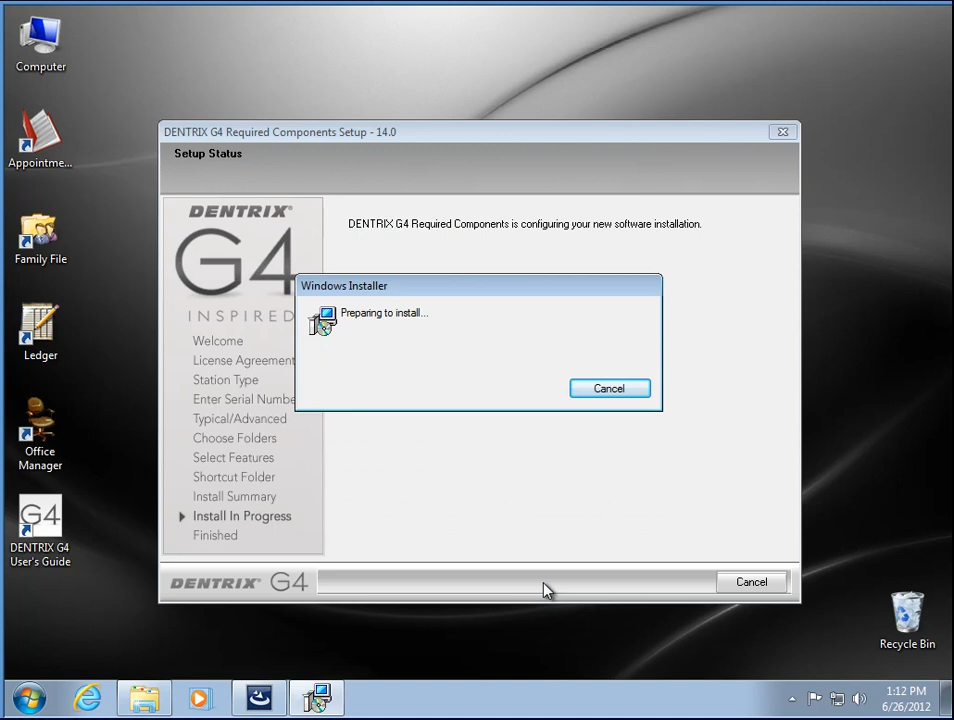 Computer
Appointme...
Family File
Ledger
Office
Manager
G4
DENTRIX G4
User's Guide
DENTRIX G4 Required Components Setup - 14.0
Setup Status
DENTRIX G4 Required Components is configuring your new software installation.
DENTRIX
G4
INSPIRED
Welcome
License Agreement
Station Type
Enter Serial Numbe
Typical/Advanced
Choose Folders
Select Features
Shortcut Folder
Install Summary
Install In Progress
Finished
Windows Installer
Preparing to install...
Cancel
DENTRIX G4
Cancel
Recycle Bin
1:12 PM
6/26/2012